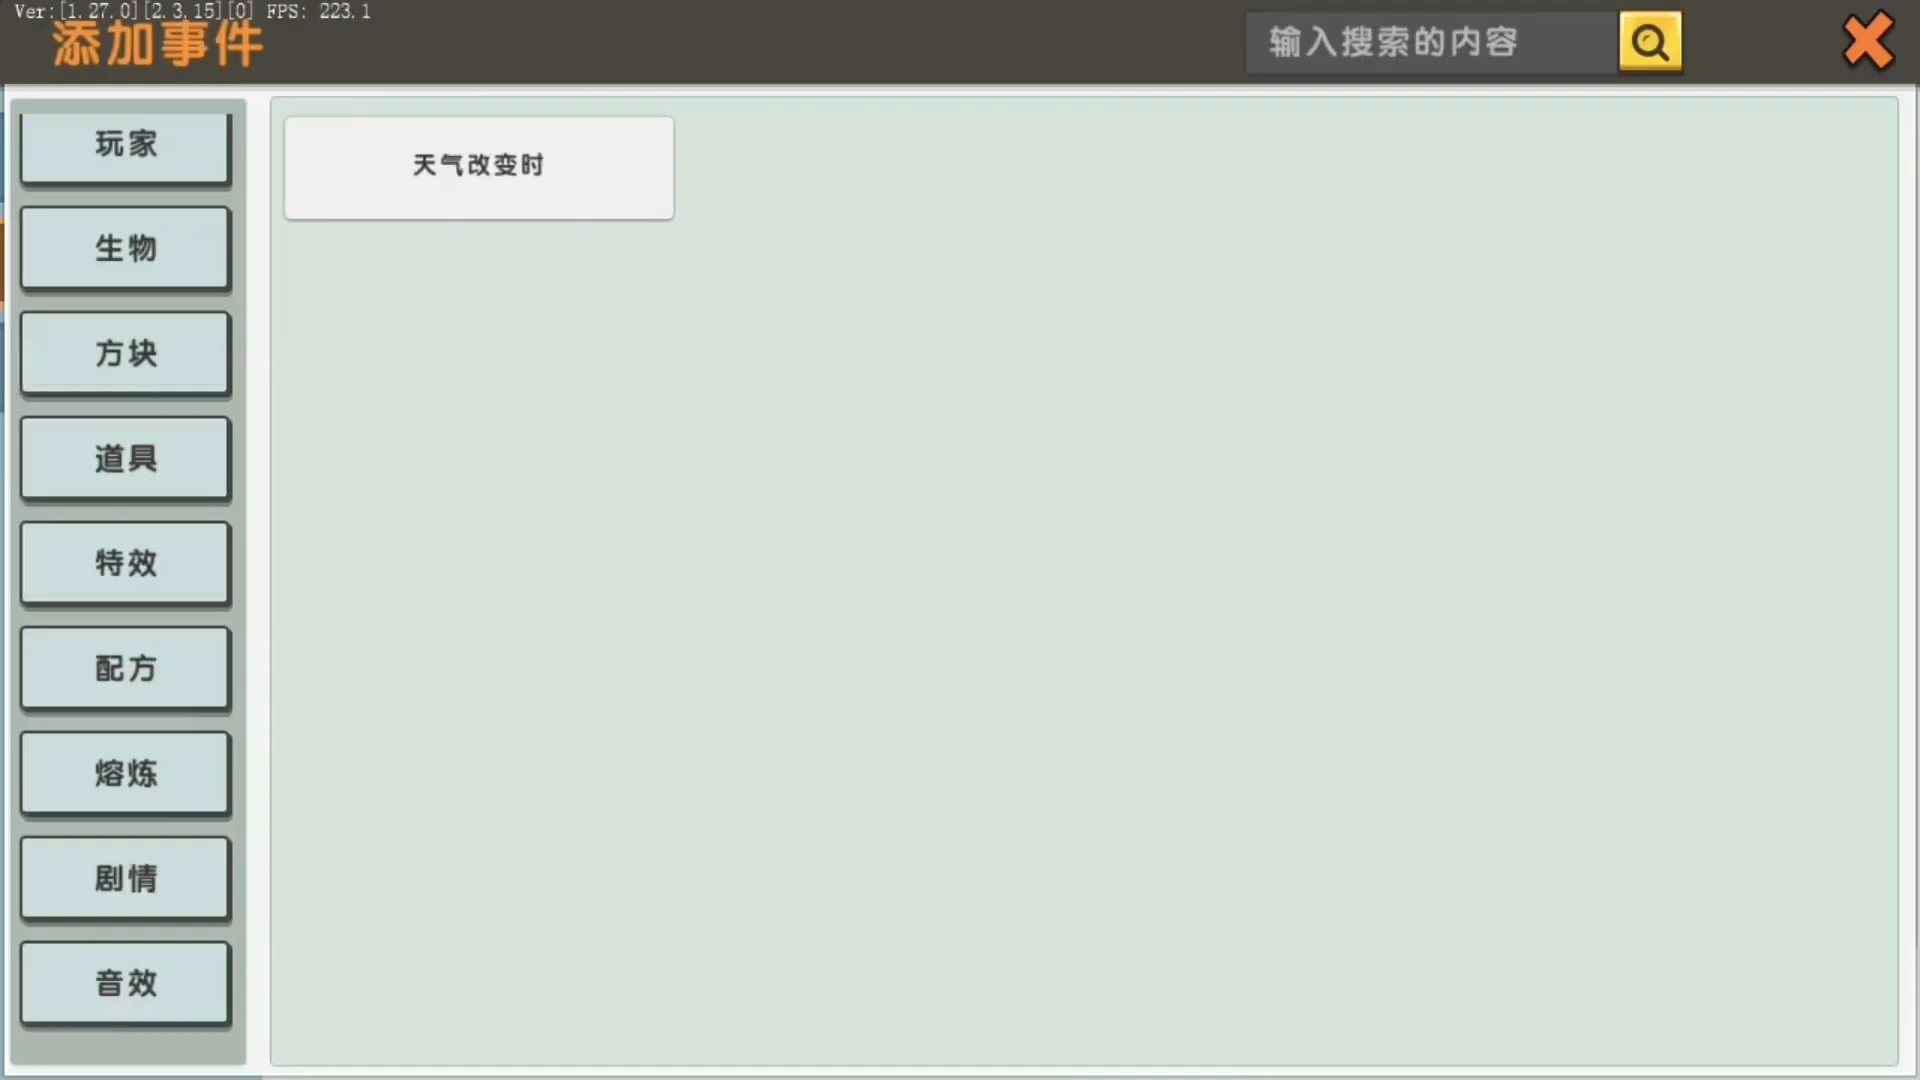 Ver:[1.27.0][2.3.15][0] FPS: 223.1
添加事件
输入搜索的内容
玩家
天气改变时
生物
方块
道具
特效
配方
熔炼
剧情
音效